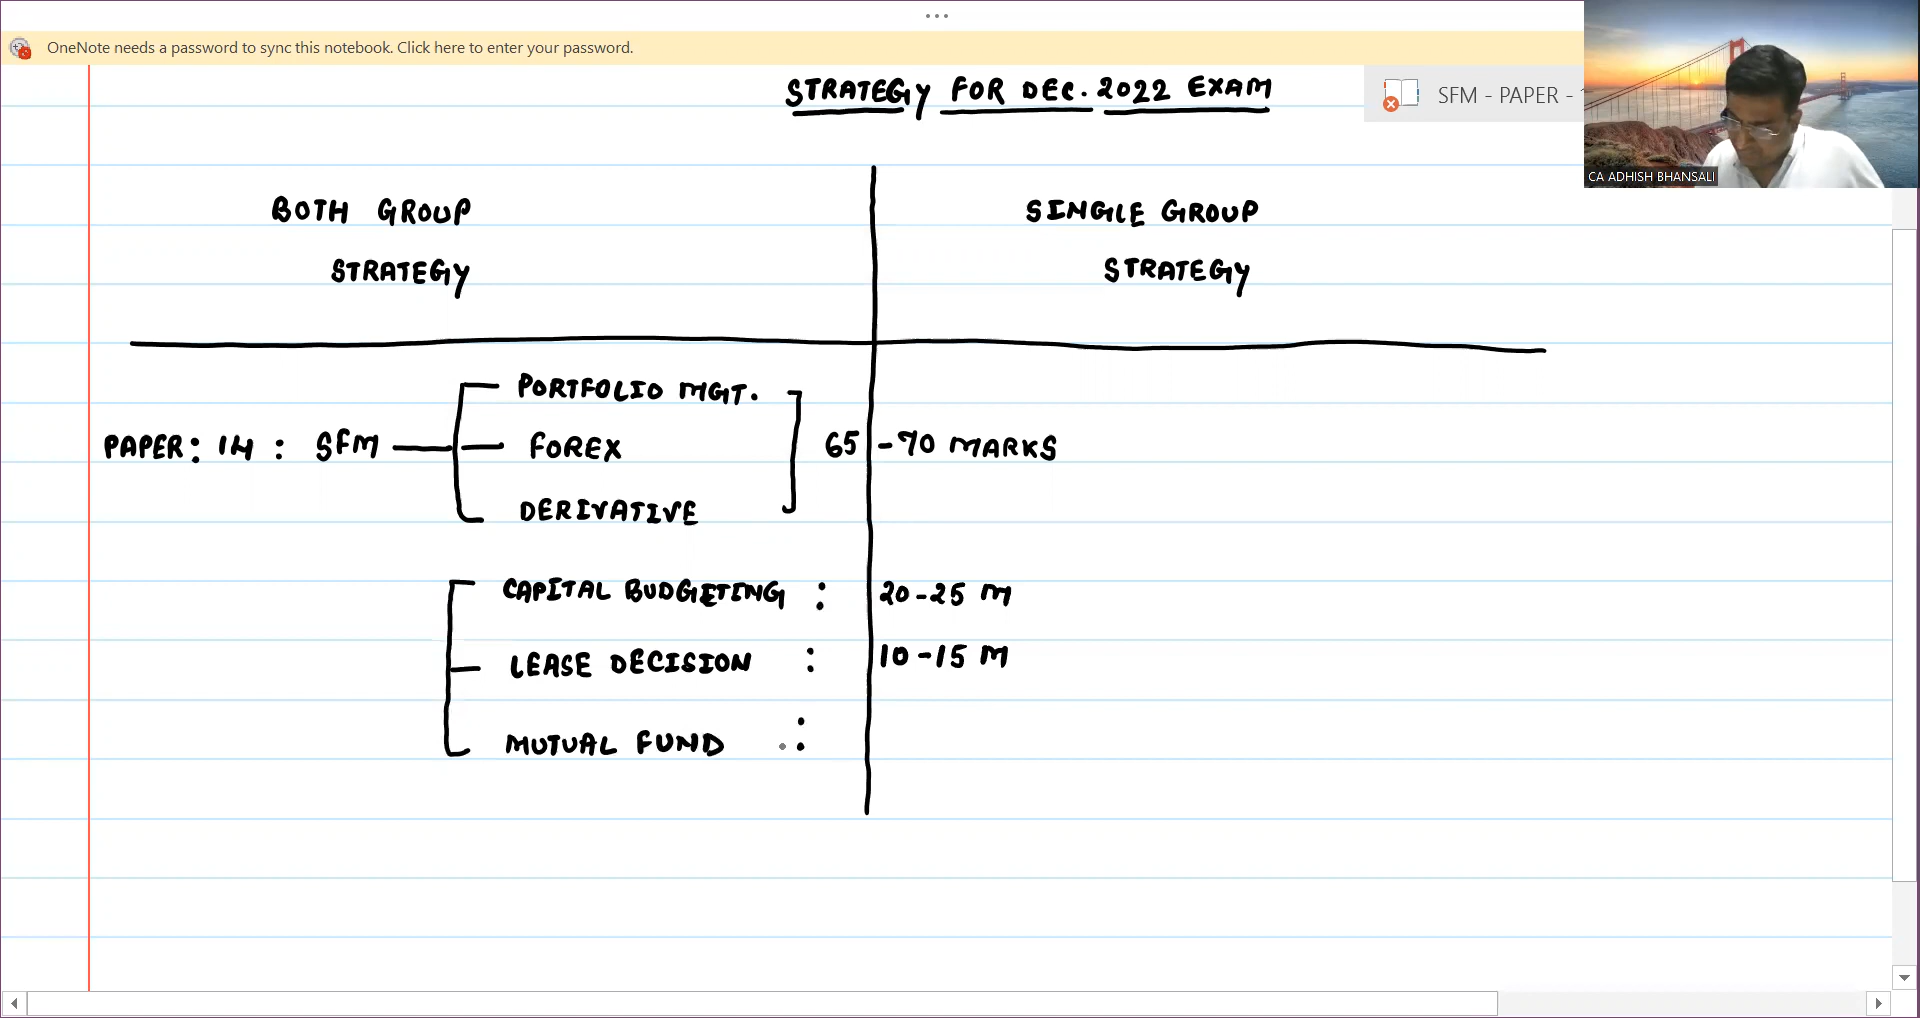 OneNote needs a password to sync this notebook. Click here to enter your password.
STRATEGY FOR DEC. 2022 EXAM
SFM - PAPER -
CA ADHISH BHANSALI
BOTH GROUP
STRATEGY
SINGLE GROUP
STRATEGY
PORTFOLIO MGT.
PAPER: 14 : SFM
FOREX
65-70 MARKS
DERIVATIVE
CAPITAL BUDGETING : 20-25 M
LEASE DECISION : 10-15 M
MUTUAL FUND :